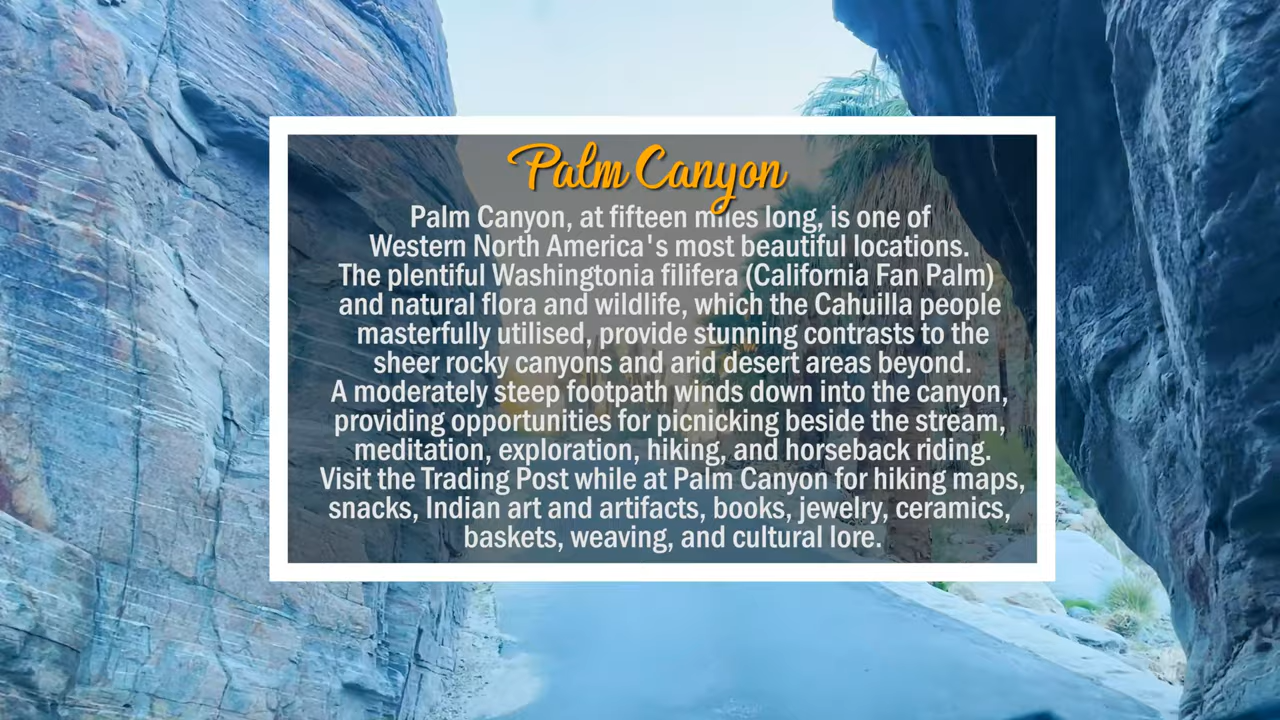 Palm Canyon
Palm Canyon, at fifteen miles long, is one of
Western North America's most beautiful locations.
The plentiful Washingtonia filifera (California Fan Palm)
and natural flora and wildlife, which the Cahuilla people
masterfully utilised, provide stunning contrasts to the
sheer rocky canyons and arid desert areas beyond.
A moderately steep footpath winds down into the canyon,
providing opportunities for picnicking beside the stream,
meditation, exploration, hiking, and horseback riding.
Visit the Trading Post while at Palm Canyon for hiking maps,
snacks, Indian art and artifacts, books, jewelry, ceramics,
baskets, weaving, and cultural lore.